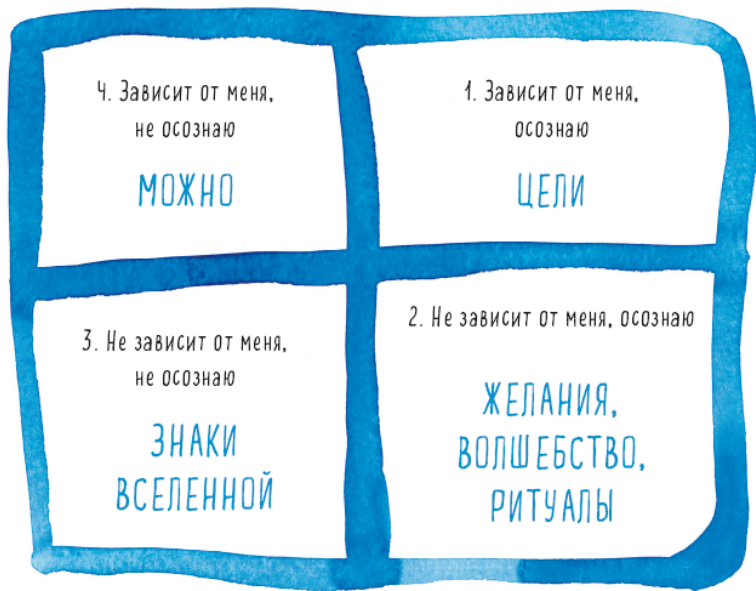 4. Зависит от меня,
не осознаю
МОЖНО
1. Зависит от меня,
осознаю
ЦЕЛИ
3. Не зависит от меня,
не осознаю
ЗНАКИ
ВСЕЛЕННОЙ
2. Не зависит от меня, осознаю
ЖЕЛАНИЯ,
ВОЛШЕБСТВО,
РИТУАЛЫ